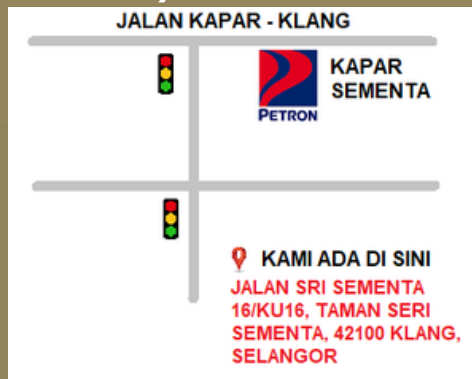 JALAN KAPAR - KLANG
KAPAR
SEMENTA
PETRON
KAMI ADA DI SINI
JALAN SRI SEMENTA
16/KU16, TAMAN SERI
SEMENTA, 42100 KLANG,
SELANGOR